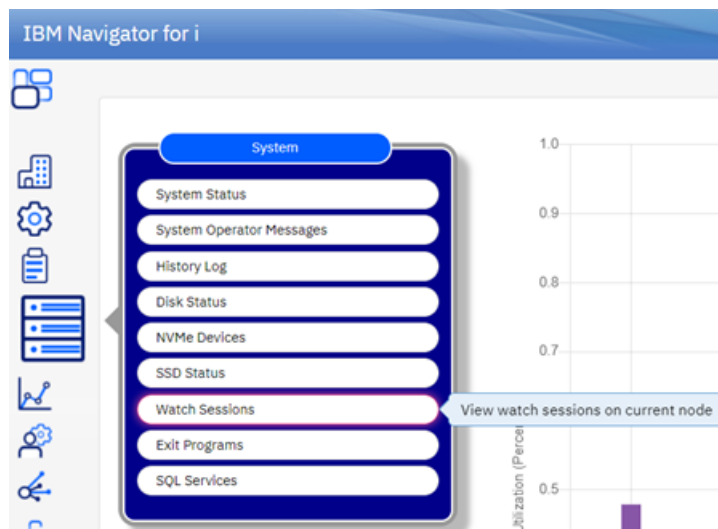 IBM Navigator for i
System
System Status
System Operator Messages
History Log
Disk Status
NVMe Devices
SSD Status
Watch Sessions
Exit Programs
SQL Services
View watch sessions on current node
1.0
0.9
0.8
0.7
0.5
Utilization